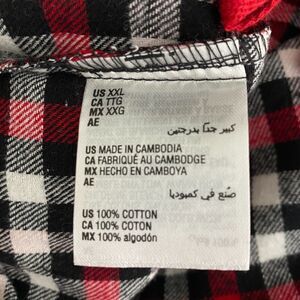 US XXL
CA TTG
MX XXG
AE
كبير جداً بدرجتين
US MADE IN CAMBODIA
CA FABRIQUÉ AU CAMBODGE
MX HECHO EN CAMBOYA
AE
صُنع في كمبوديا
US 100% COTTON
CA 100% COTON
MX 100% algodón